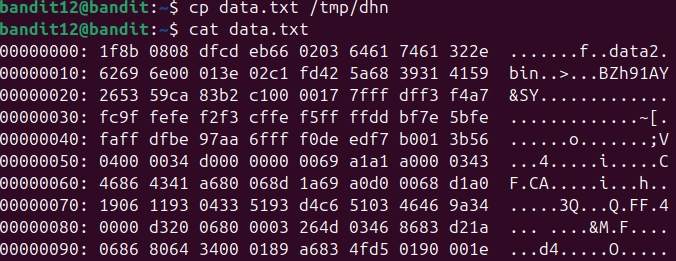 bandit12@bandit:~$ cp data.txt /tmp/dhn
bandit12@bandit:~$ cat data.txt
00000000: 1f8b 0808 dfcd eb66 0203 6461 7461 322e  .......f..data2.
00000010: 6269 6e00 013e 02c1 fd42 5a68 3931 4159  bin..>...BZh91AY
00000020: 2653 59ca 83b2 c100 0017 7fff dff3 f4a7  &SY.............
00000030: fc9f fefe f2f3 cffe f5ff ffdd bf7e 5bfe  .............~[.
00000040: faff dfbe 97aa 6fff f0de edf7 b001 3b56  ......o.......;V
00000050: 0400 0034 d000 0000 0069 a1a1 a000 0343  ...4.....i.....C
00000060: 4686 4341 a680 068d 1a69 a0d0 0068 d1a0  F.CA.....i...h..
00000070: 1906 1193 0433 5193 d4c6 5103 4646 9a34  .....3Q...Q.FF.4
00000080: 0000 d320 0680 0003 264d 0346 8683 d21a  ... ....&M.F....
00000090: 0686 8064 3400 0189 a683 4fd5 0190 001e  ...d4.....O.....